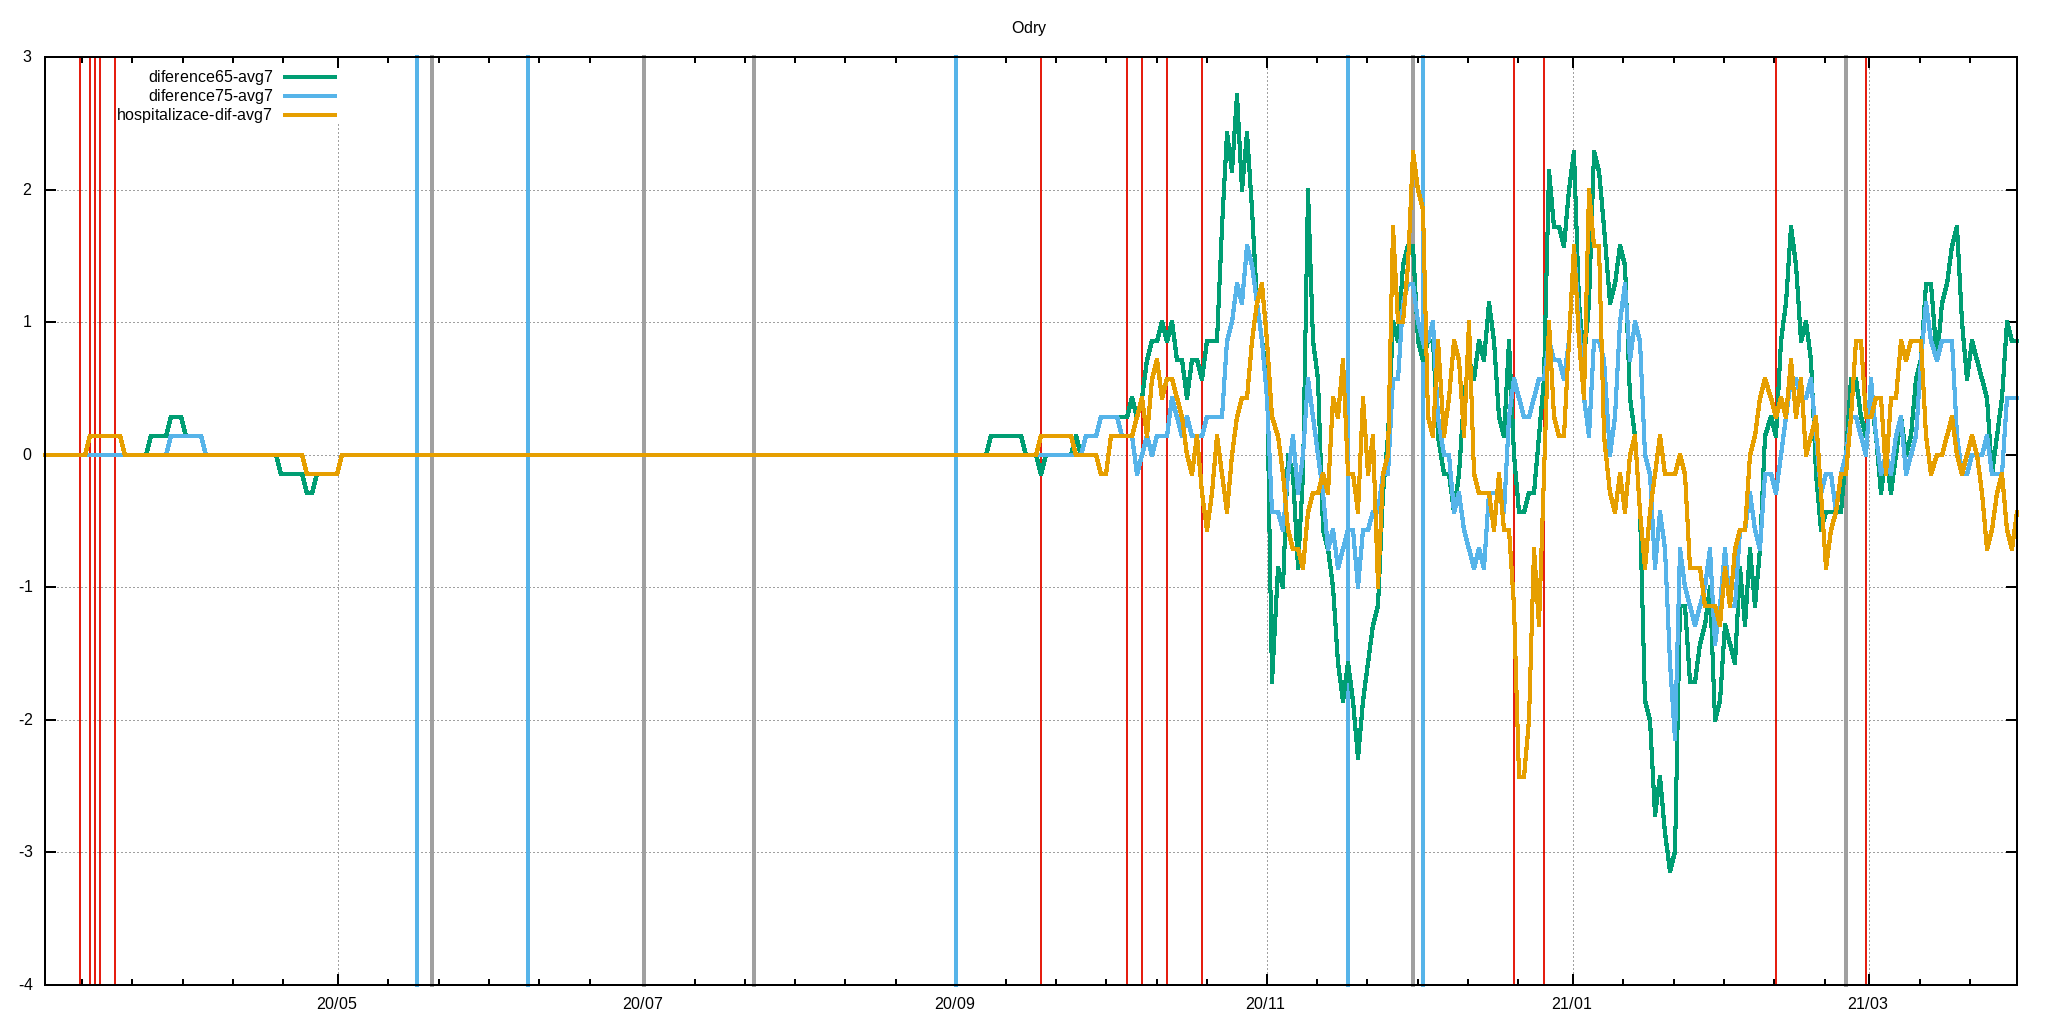 Odry
diference65-avg7
diference75-avg7
hospitalizace-dif-avg7
3
2
1
0
-1
-2
-3
-4
20/05 20/07 20/09 20/11 21/01 21/03